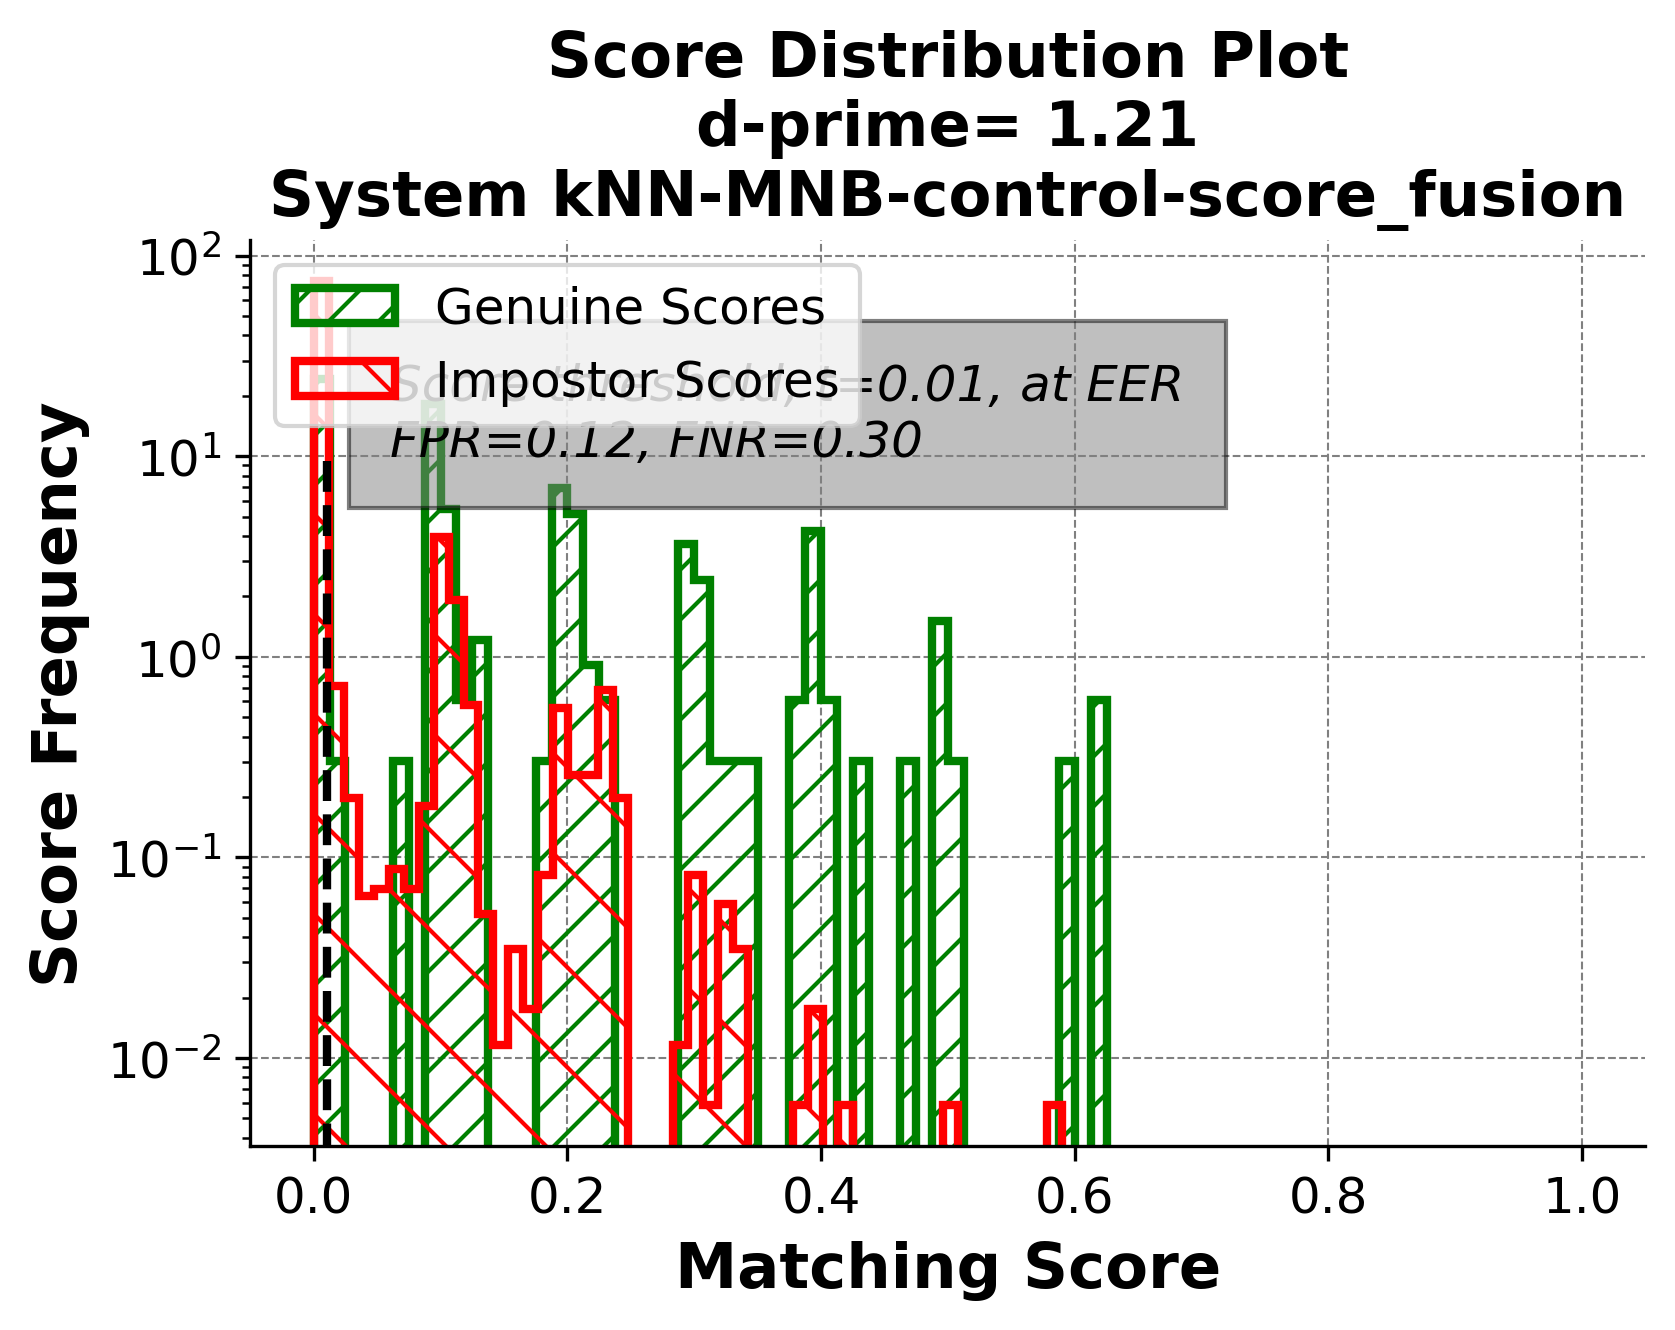 Score Distribution Plot
d-prime= 1.21
System kNN-MNB-control-score_fusion
Genuine Scores
Impostor Scores
Score threshold, t=0.01, at EER
FPR=0.12, FNR=0.30
10²
10¹
10⁰
10⁻¹
10⁻²
Score Frequency
0.0 0.2 0.4 0.6 0.8 1.0
Matching Score